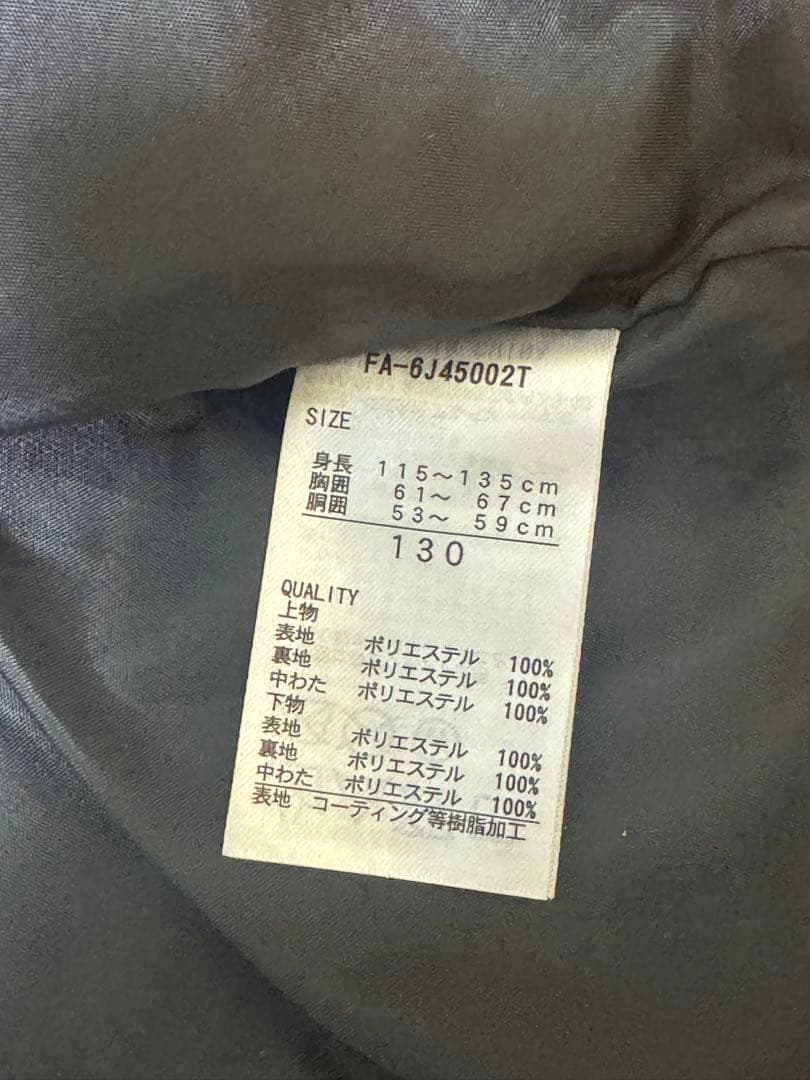 FA-6J45002T
SIZE
身長 115～135cm
胸囲 61～ 67cm
胴囲 53～ 59cm
130
QUALITY
上物
表地 ポリエステル 100%
裏地 ポリエステル 100%
中わた ポリエステル 100%
下物
表地 ポリエステル 100%
裏地 ポリエステル 100%
中わた ポリエステル 100%
表地 コーティング等樹脂加工